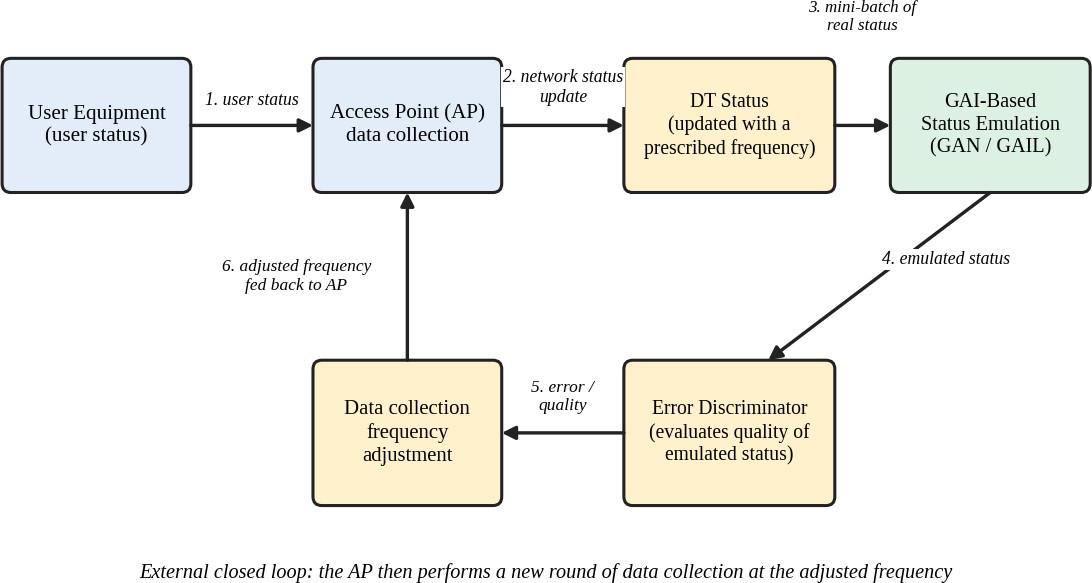 3. mini-batch of
real status
User Equipment
(user status)
1. user status
Access Point (AP)
data collection
2. network status
update
DT Status
(updated with a
prescribed frequency)
GAI-Based
Status Emulation
(GAN / GAIL)
4. emulated status
6. adjusted frequency
fed back to AP
Data collection
frequency
adjustment
5. error /
quality
Error Discriminator
(evaluates quality of
emulated status)
External closed loop: the AP then performs a new round of data collection at the adjusted frequency